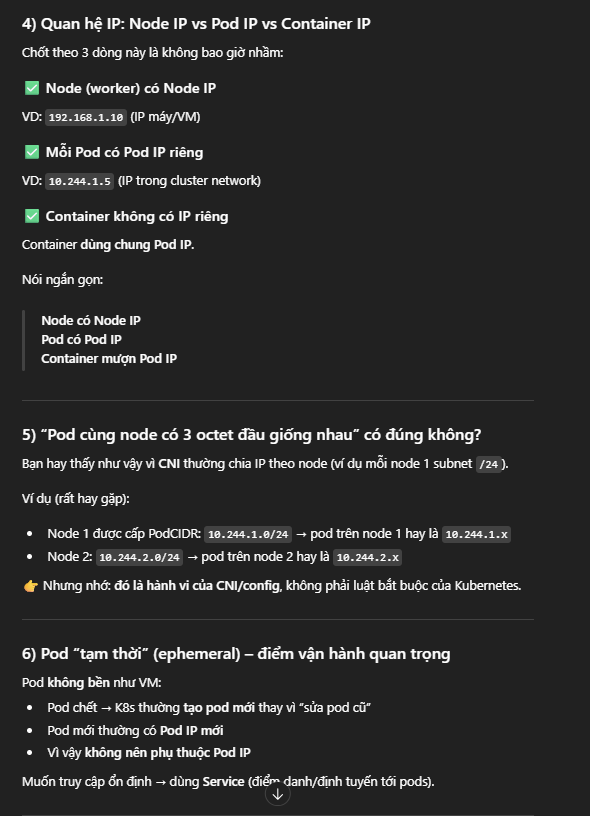 4) Quan hệ IP: Node IP vs Pod IP vs Container IP
Chốt theo 3 dòng này là không bao giờ nhầm:
✅ Node (worker) có Node IP
VD: 192.168.1.10 (IP máy/VM)
✅ Mỗi Pod có Pod IP riêng
VD: 10.244.1.5 (IP trong cluster network)
✅ Container không có IP riêng
Container dùng chung Pod IP.
Nói ngắn gọn:
Node có Node IP
Pod có Pod IP
Container mượn Pod IP
5) “Pod cùng node có 3 octet đầu giống nhau” có đúng không?
Bạn hay thấy như vậy vì CNI thường chia IP theo node (ví dụ mỗi node 1 subnet /24).
Ví dụ (rất hay gặp):
• Node 1 được cấp PodCIDR: 10.244.1.0/24 → pod trên node 1 hay là 10.244.1.x
• Node 2: 10.244.2.0/24 → pod trên node 2 hay là 10.244.2.x
👉 Nhưng nhớ: đó là hành vi của CNI/config, không phải luật bắt buộc của Kubernetes.
6) Pod “tạm thời” (ephemeral) – điểm vận hành quan trọng
Pod không bền như VM:
• Pod chết → K8s thường tạo pod mới thay vì “sửa pod cũ”
• Pod mới thường có Pod IP mới
• Vì vậy không nên phụ thuộc Pod IP
Muốn truy cập ổn định → dùng Service (điểm danh/định tuyến tới pods).